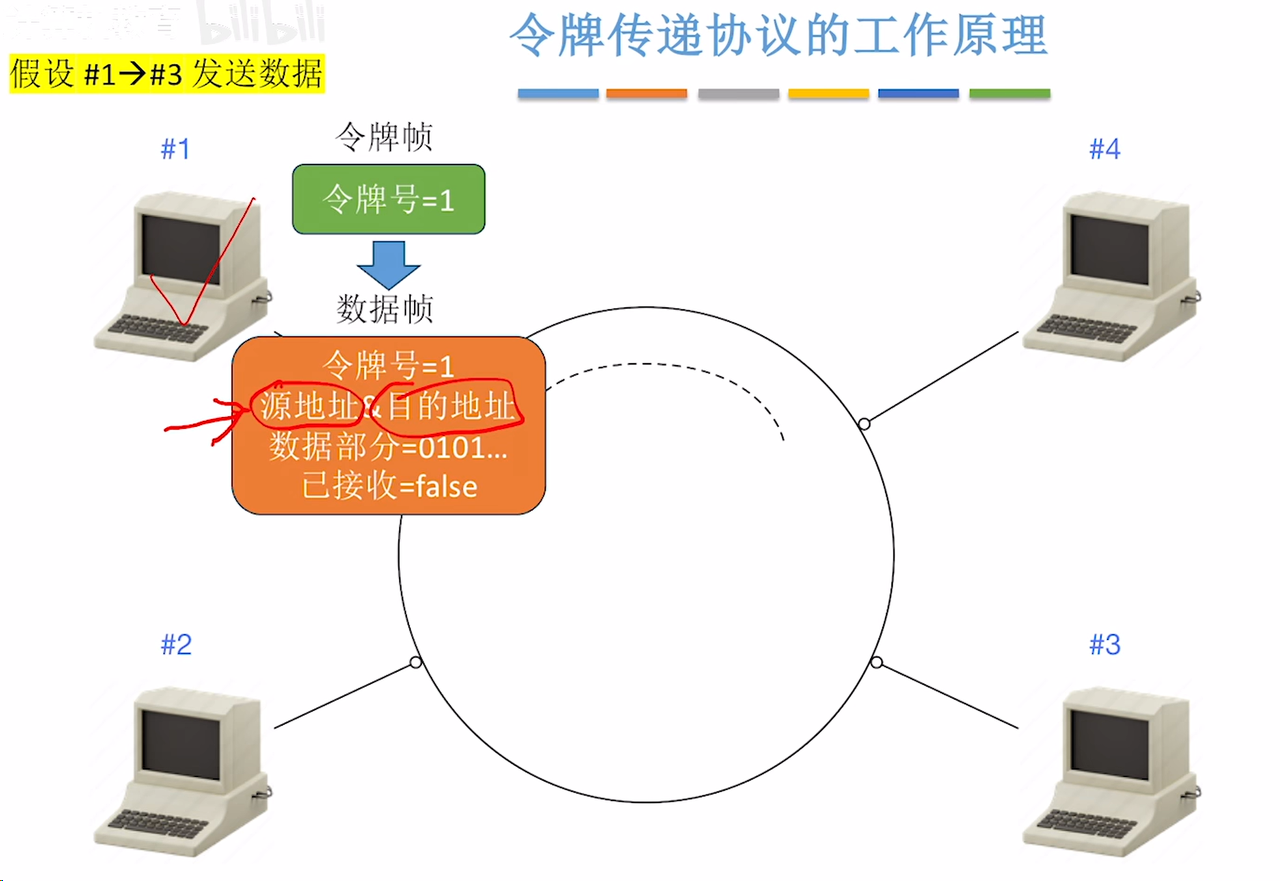 bilibili
令牌传递协议的工作原理
假设 #1→#3 发送数据
#1
令牌帧
令牌号=1
数据帧
令牌号=1
源地址&目的地址
数据部分=0101...
已接收=false
#4
#2
#3